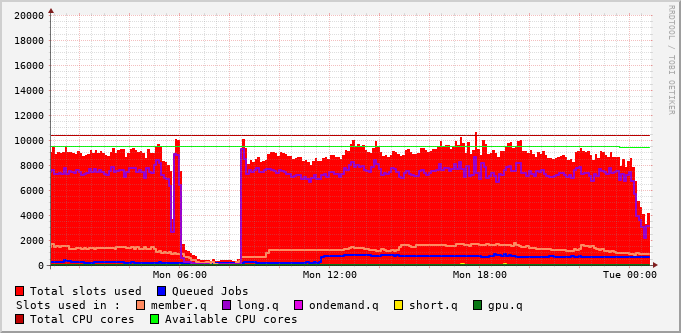 20000
18000
16000
14000
12000
10000
8000
6000
4000
2000
0
Mon 06:00 Mon 12:00 Mon 18:00 Tue 00:00
Total slots used Queued Jobs
Slots used in : member.q long.q ondemand.q short.q gpu.q
Total CPU cores Available CPU cores
RRDTOOL / TOBI OETIKER